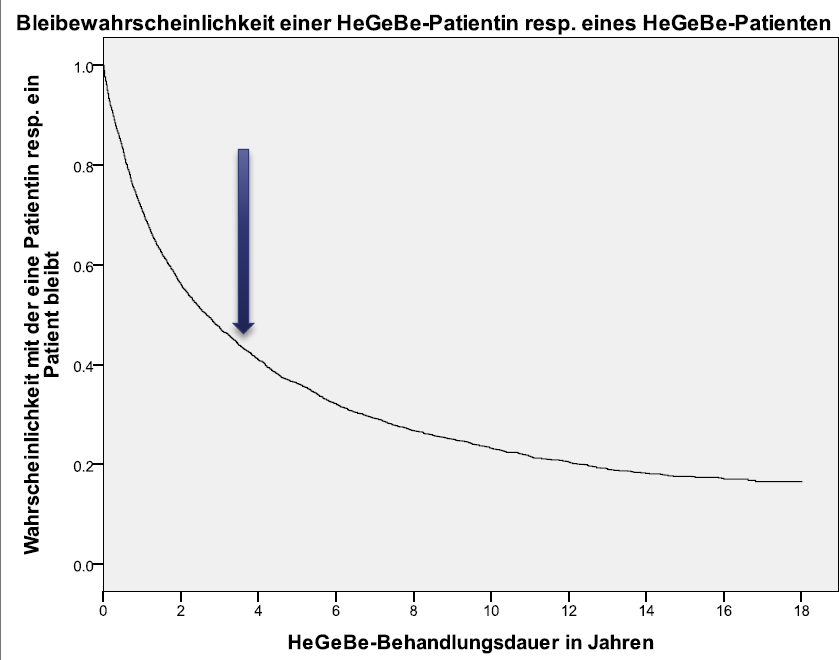 Bleibewahrscheinlichkeit einer HeGeBe-Patientin resp. eines HeGeBe-Patienten
Wahrscheinlichkeit mit der eine Patientin resp. ein
Patient bleibt
1.0
0.8
0.6
0.4
0.2
0.0
0 2 4 6 8 10 12 14 16 18
HeGeBe-Behandlungsdauer in Jahren